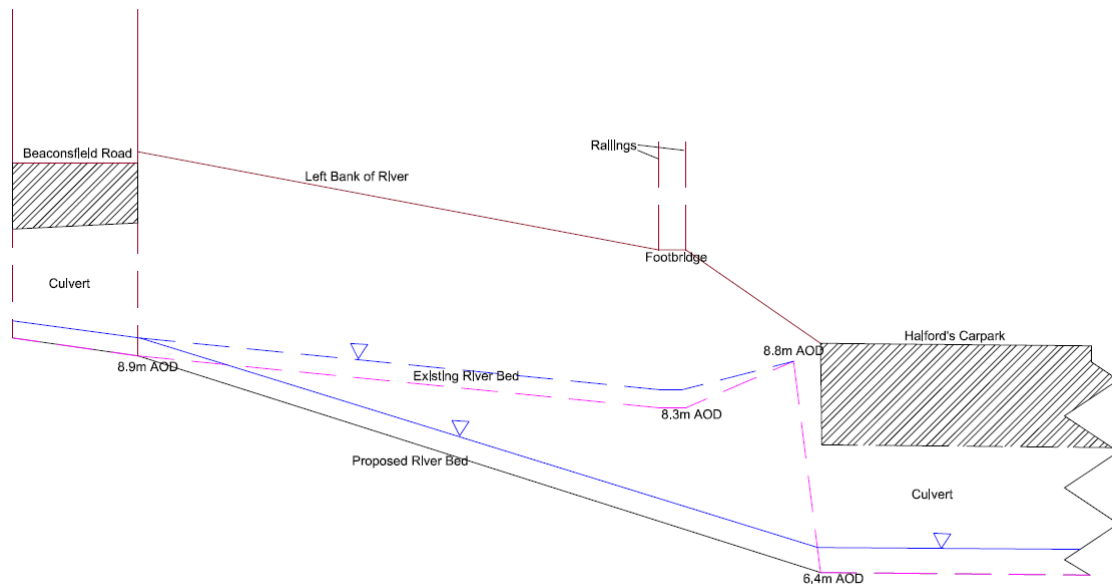 Beaconsfield Road
Railings
Left Bank of River
Footbridge
Culvert
Halford's Carpark
8.8m AOD
8.9m AOD
Existing River Bed
8.3m AOD
Proposed River Bed
Culvert
6.4m AOD